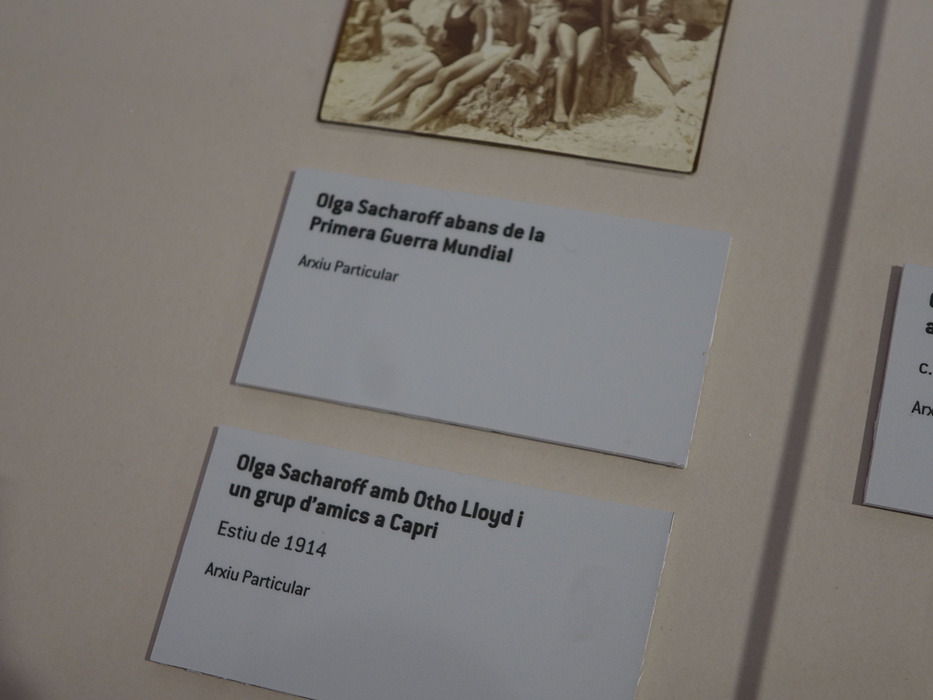 Olga Sacharoff abans de la
Primera Guerra Mundial
Arxiu Particular
Olga Sacharoff amb Otho Lloyd i
un grup d'amics a Capri
Estiu de 1914
Arxiu Particular
c.